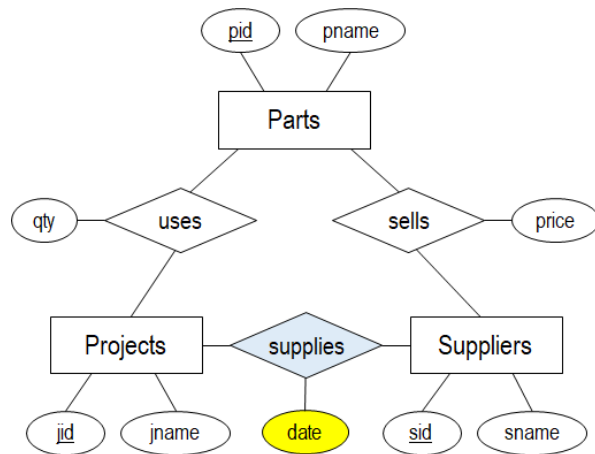 pid
pname
Parts
qty
uses
sells
price
Projects
supplies
Suppliers
jid
jname
date
sid
sname